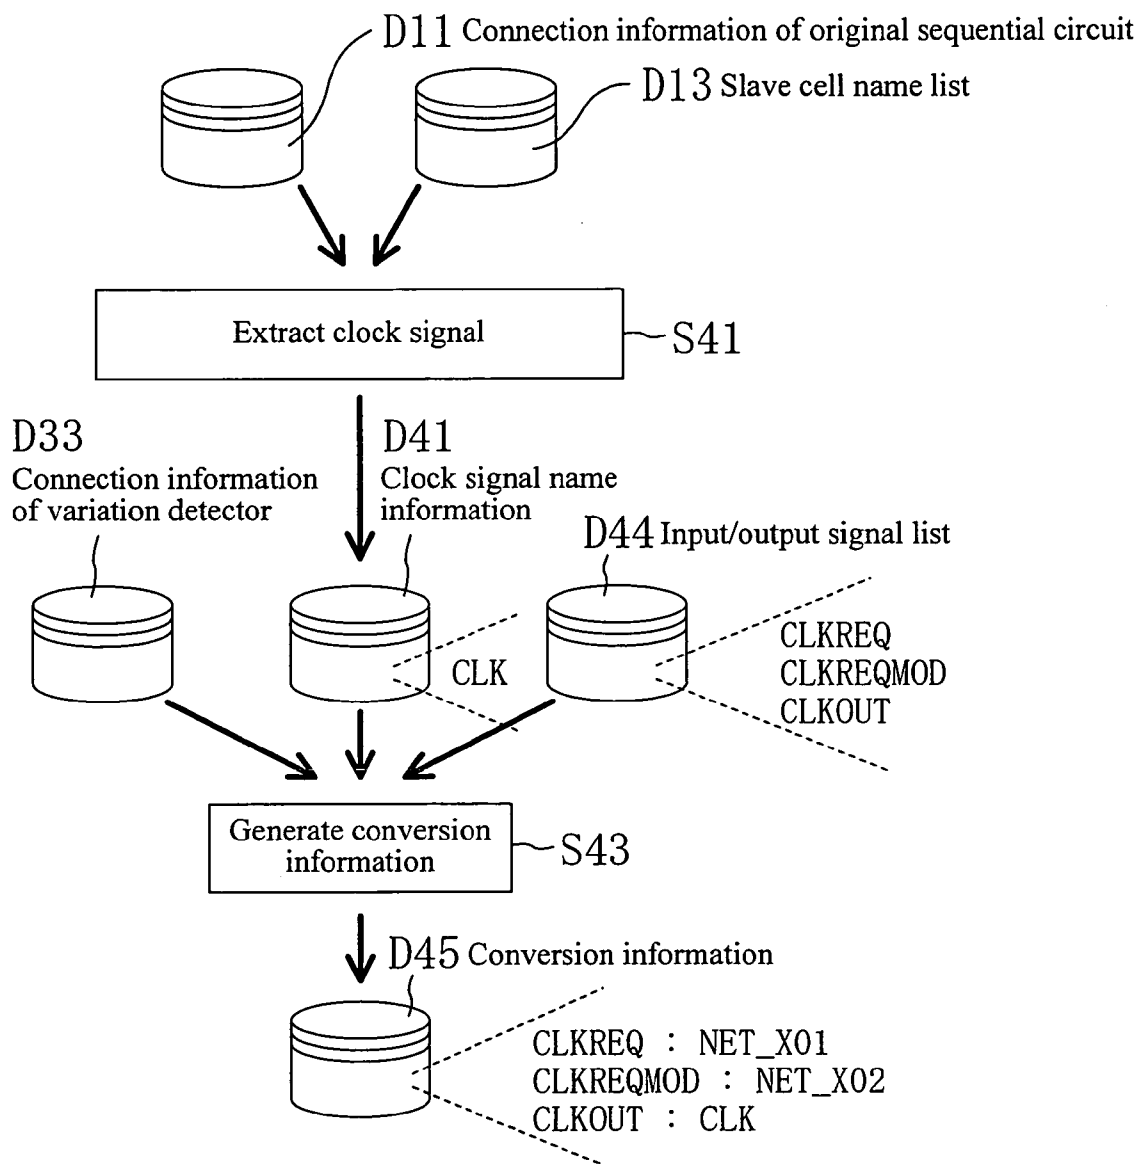 D11 Connection information of original sequential circuit
D13 Slave cell name list
Extract clock signal
S41
D33
Connection information
of variation detector
D41
Clock signal name
information
D44 Input/output signal list
CLK
CLKREQ
CLKREQMOD
CLKOUT
Generate conversion
information
S43
D45 Conversion information
CLKREQ : NET_X01
CLKREQMOD : NET_X02
CLKOUT : CLK